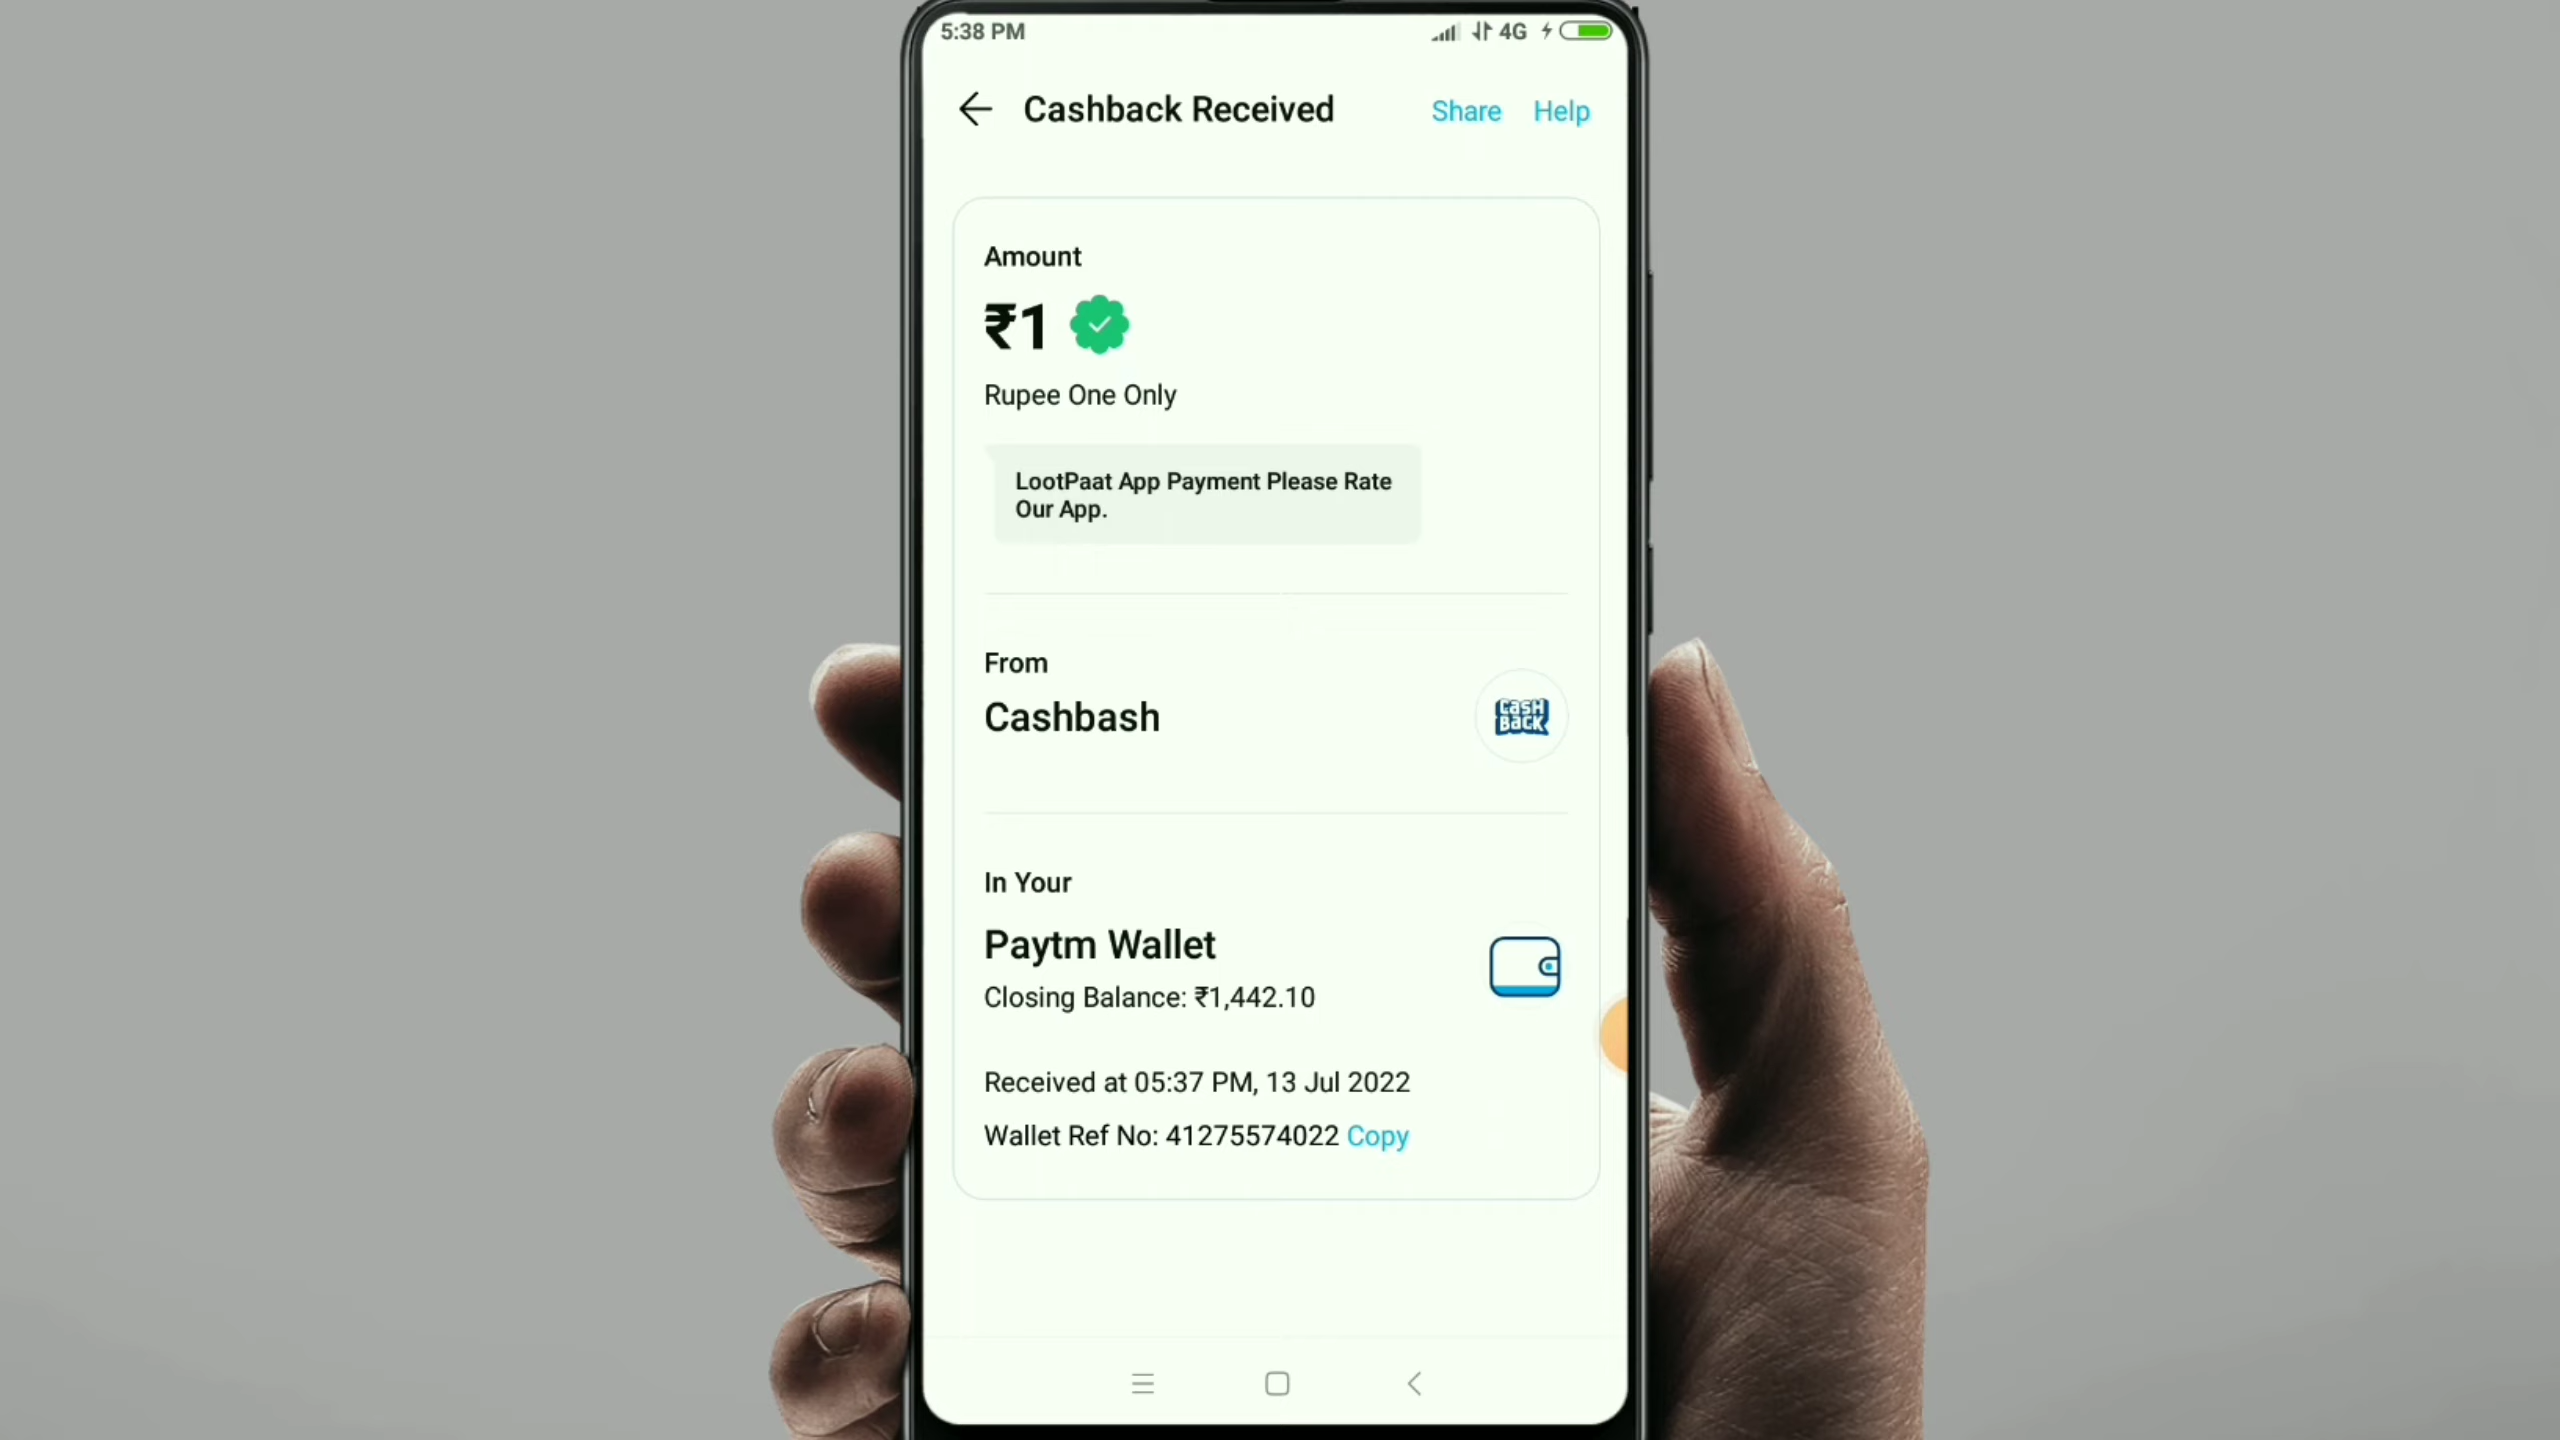 5:38 PM 4G
Cashback Received Share Help
Amount
₹1
Rupee One Only
LootPaat App Payment Please Rate
Our App.
From
Cashbash
CASH
BACK
In Your
Paytm Wallet
Closing Balance: ₹1,442.10
Received at 05:37 PM, 13 Jul 2022
Wallet Ref No: 41275574022 Copy